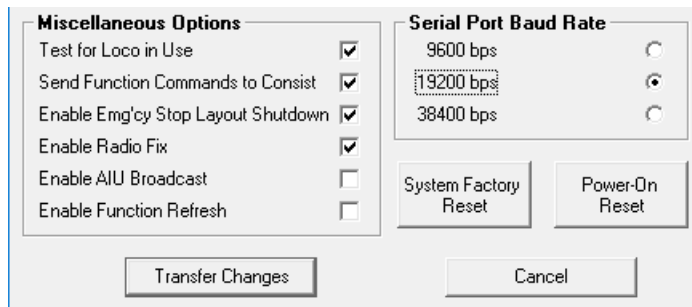 Miscellaneous Options
Test for Loco in Use
Send Function Commands to Consist
Enable Emg'cy Stop Layout Shutdown
Enable Radio Fix
Enable AIU Broadcast
Enable Function Refresh
Serial Port Baud Rate
9600 bps
19200 bps
38400 bps
System Factory
Reset
Power-On
Reset
Transfer Changes
Cancel